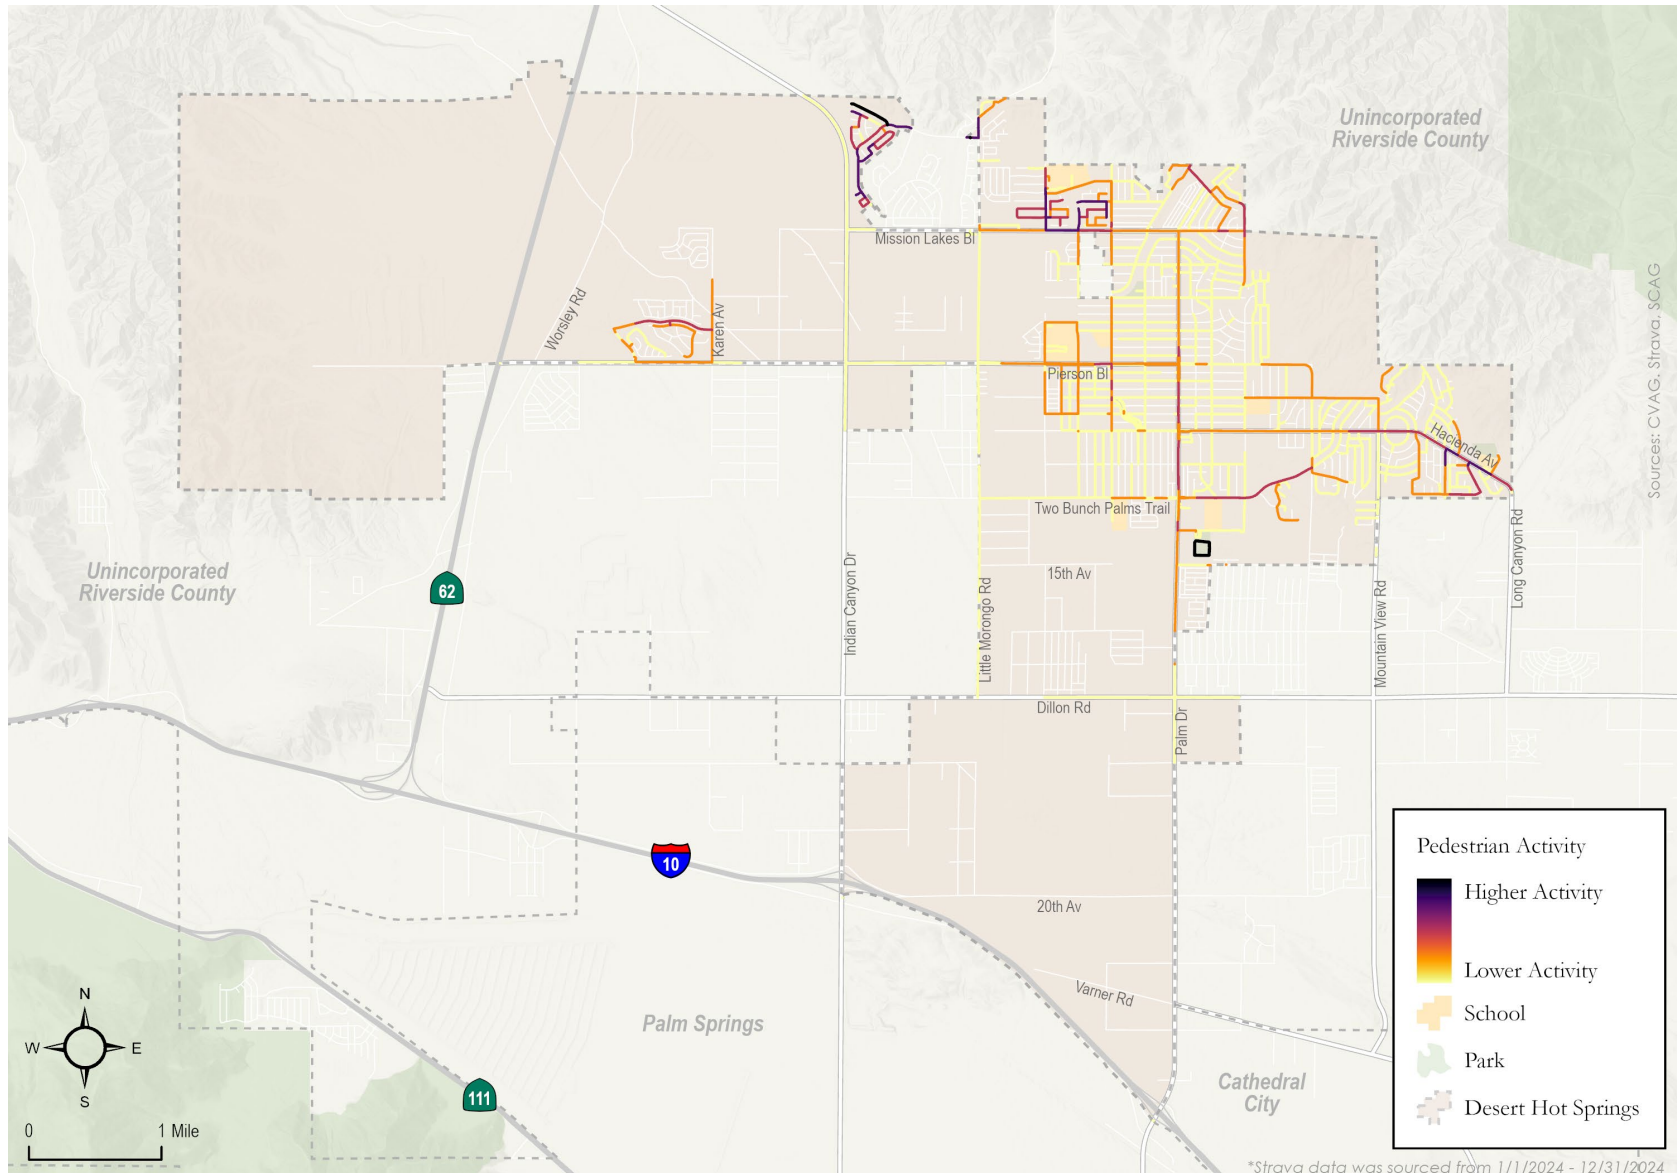 Unincorporated
Riverside County
Mission Lakes Bl
Worsley Rd
Karen Av
Pierson Bl
Hacienda Av
Two Bunch Palms Trail
15th Av
Indian Canyon Dr
Little Morongo Rd
Mountain View Rd
Long Canyon Rd
Unincorporated
Riverside County
62
Dillon Rd
Palm Dr
10
20th Av
Varner Rd
Palm Springs
Cathedral
City
111
N
W
E
S
0
1 Mile
Pedestrian Activity
Higher Activity
Lower Activity
School
Park
Desert Hot Springs
Sources: CVAG, Strava, SCAG
*Strava data was sourced from 1/1/2024 - 12/31/2024